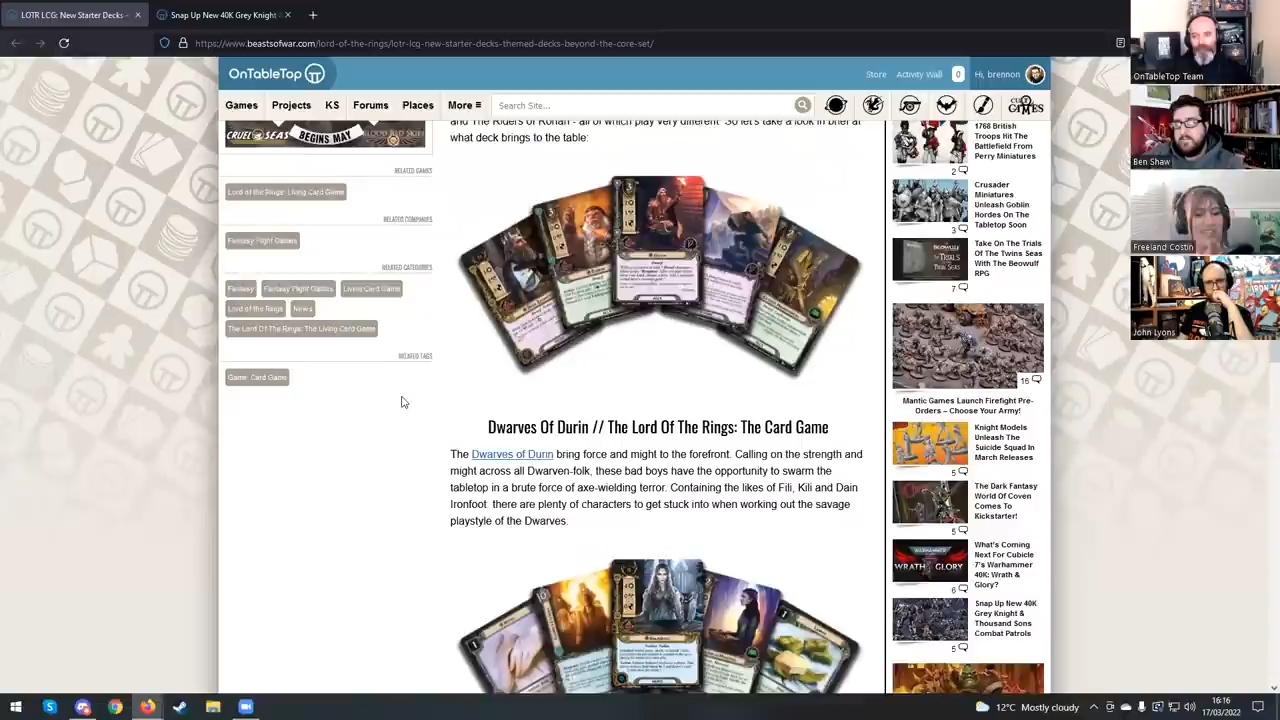 LOTR LCG: New Starter Decks
Snap Up New 40K Grey Knight
https://www.beastsofwar.com/lord-of-the-rings/lotr-lcg-ne decks-themed-decks-beyond-the-core-set/
OnTableTop
Store
Activity Wall
0
Hi, brennon
Games
Projects
KS
Forums
Places
More
Search Site...
CULT OF GAMES
and The Riders of Rohan - all of which play very different So let's take a look in
what deck brings to the table:
CRUEL SEAS
BEGINS MAY
BLOOD RED SKIES
RELATED GAMES
Lord of the Rings: Living Card Game
RELATED COMPANIES
Fantasy Flight Games
RELATED CATEGORIES
Fantasy
Fantasy Flight Games
Living Card Game
Lord of the Rings
News
The Lord Of The Rings: The Living Card Game
RELATED TAGS
Game: Card Game
Dwarves Of Durin // The Lord Of The Rings: The Card Game
The Dwarves of Durin bring force and might to the forefront. Calling on the strength and
might across all Dwarven-folk, these bad boys have the opportunity to swarm the
tabletop in a brute force of axe-wielding terror. Containing the likes of Fili, Kili and Dain
Ironfoot there are plenty of characters to get stuck into when working out the savage
playstyle of the Dwarves.
1768 British
Troops Hit The
Battlefield From
Perry Miniatures
2
Crusader
Miniatures
Unleash Goblin
Hordes On The
Tabletop Soon
3
BEOWULF
Take On The Trials
Of The Twins Seas
With The Beowulf
RPG
7
16
Mantic Games Launch Firefight Pre-
Orders – Choose Your Army!
Knight Models
Unleash The
Suicide Squad In
March Releases
5
The Dark Fantasy
World Of Coven
Comes To
Kickstarter!
5
WRATH & GLORY
What's Coming
Next For Cubicle
7's Warhammer
40K: Wrath &
Glory?
6
Snap Up New 40K
Grey Knight &
Thousand Sons
Combat Patrols
5
OnTableTop Team
Ben Shaw
Freeland Costin
John Lyons
12°C Mostly cloudy
16:16
17/03/2022